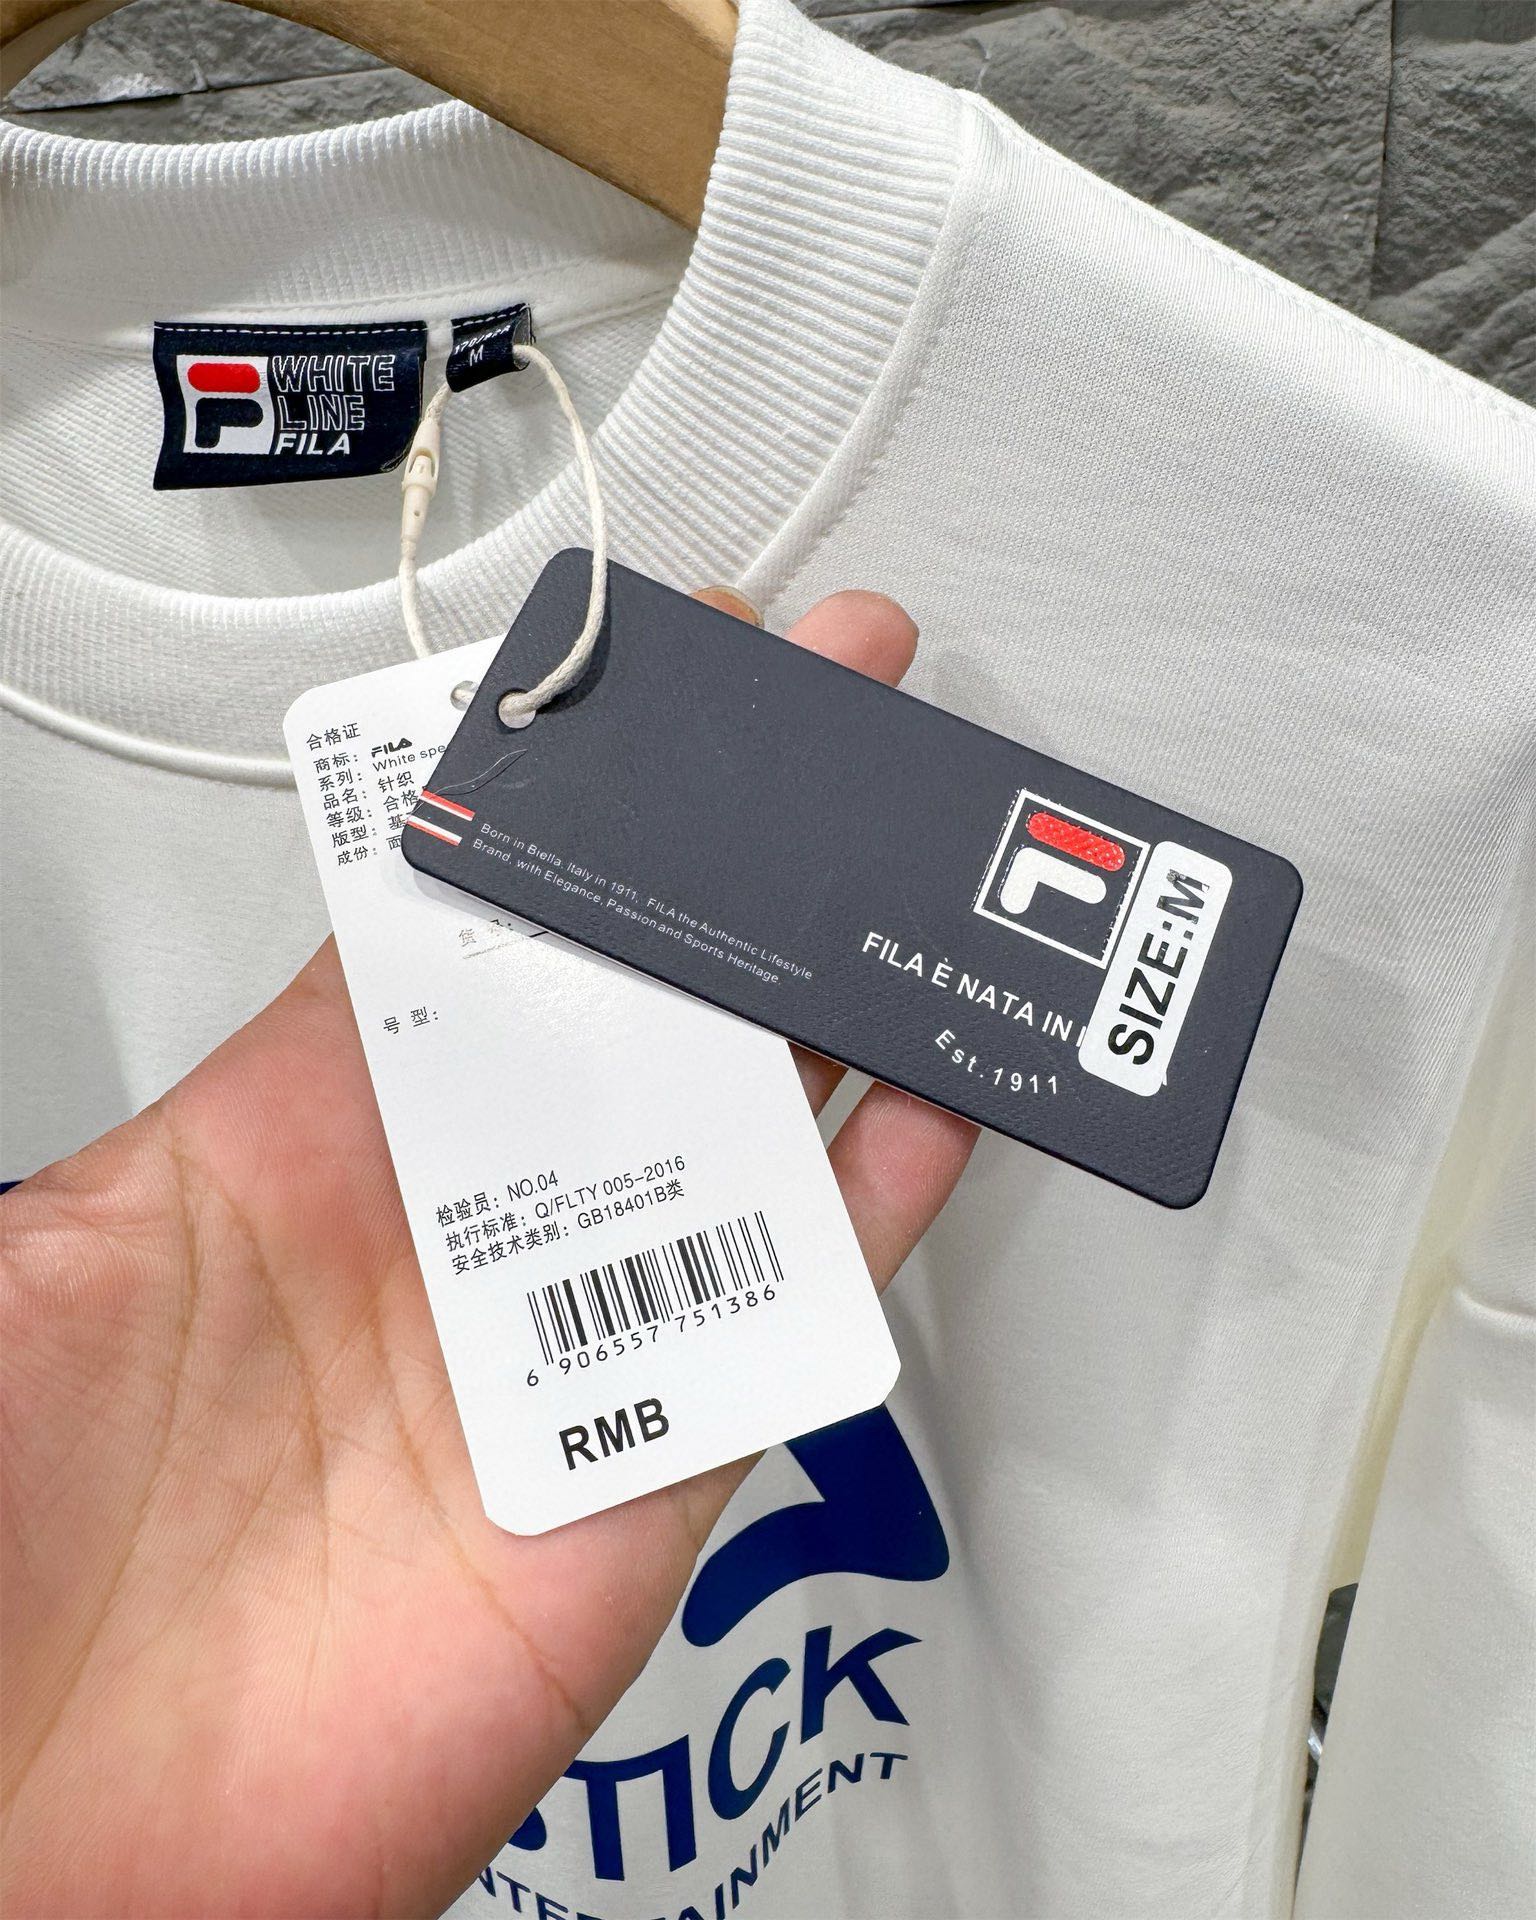 WHITE
LINE
FILA
M
合格证
商标： FILA
系列： White
品名： 针织
等级： 合格
版型：
成份： 面
号 型：
检验员： NO.04
执行标准： Q/FLTY 005-2016
安全技术类别： GB18401B类
6 906557 751386
RMB
Born in Biella, Italy in 1911, FILA the Authentic Lifestyle
Brand, with Elegance, Passion and Sports Heritage.
FILA È NATA IN
Est.1911
SIZE:M
TICK
ENTERTAINMENT